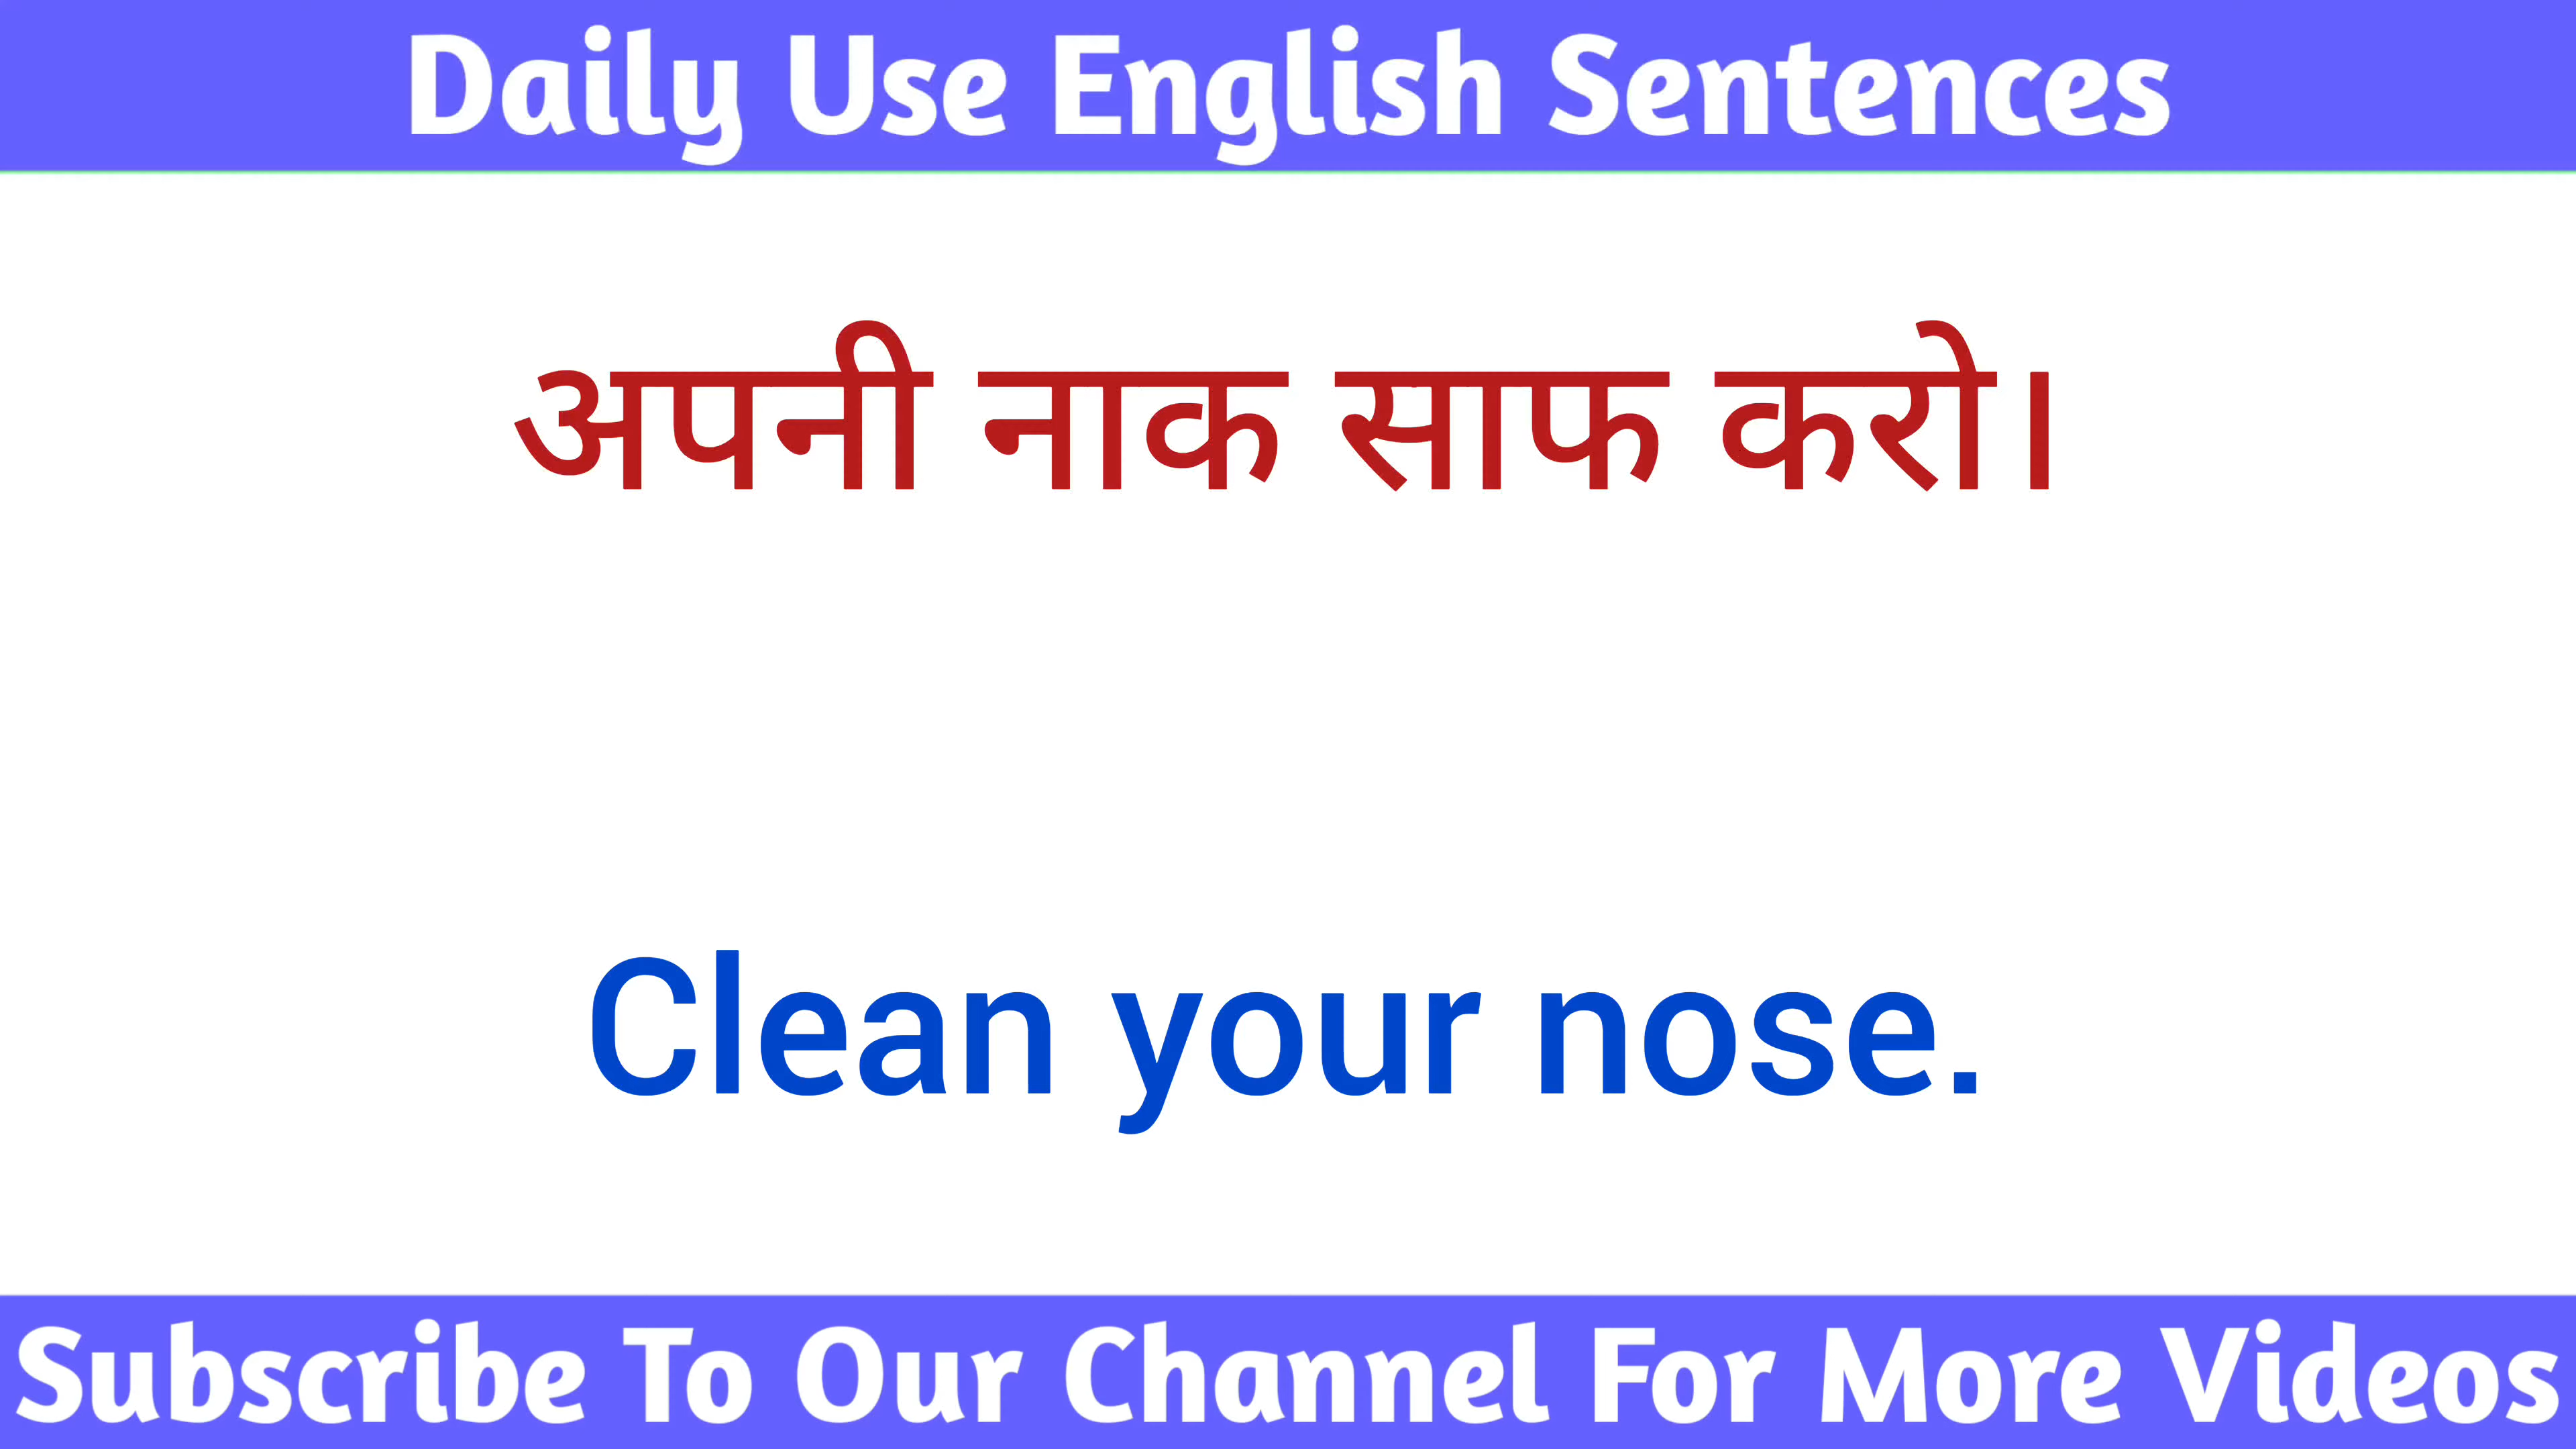 Daily Use English Sentences
अपनी नाक साफ करो।
Clean your nose.
Subscribe To Our Channel For More Videos